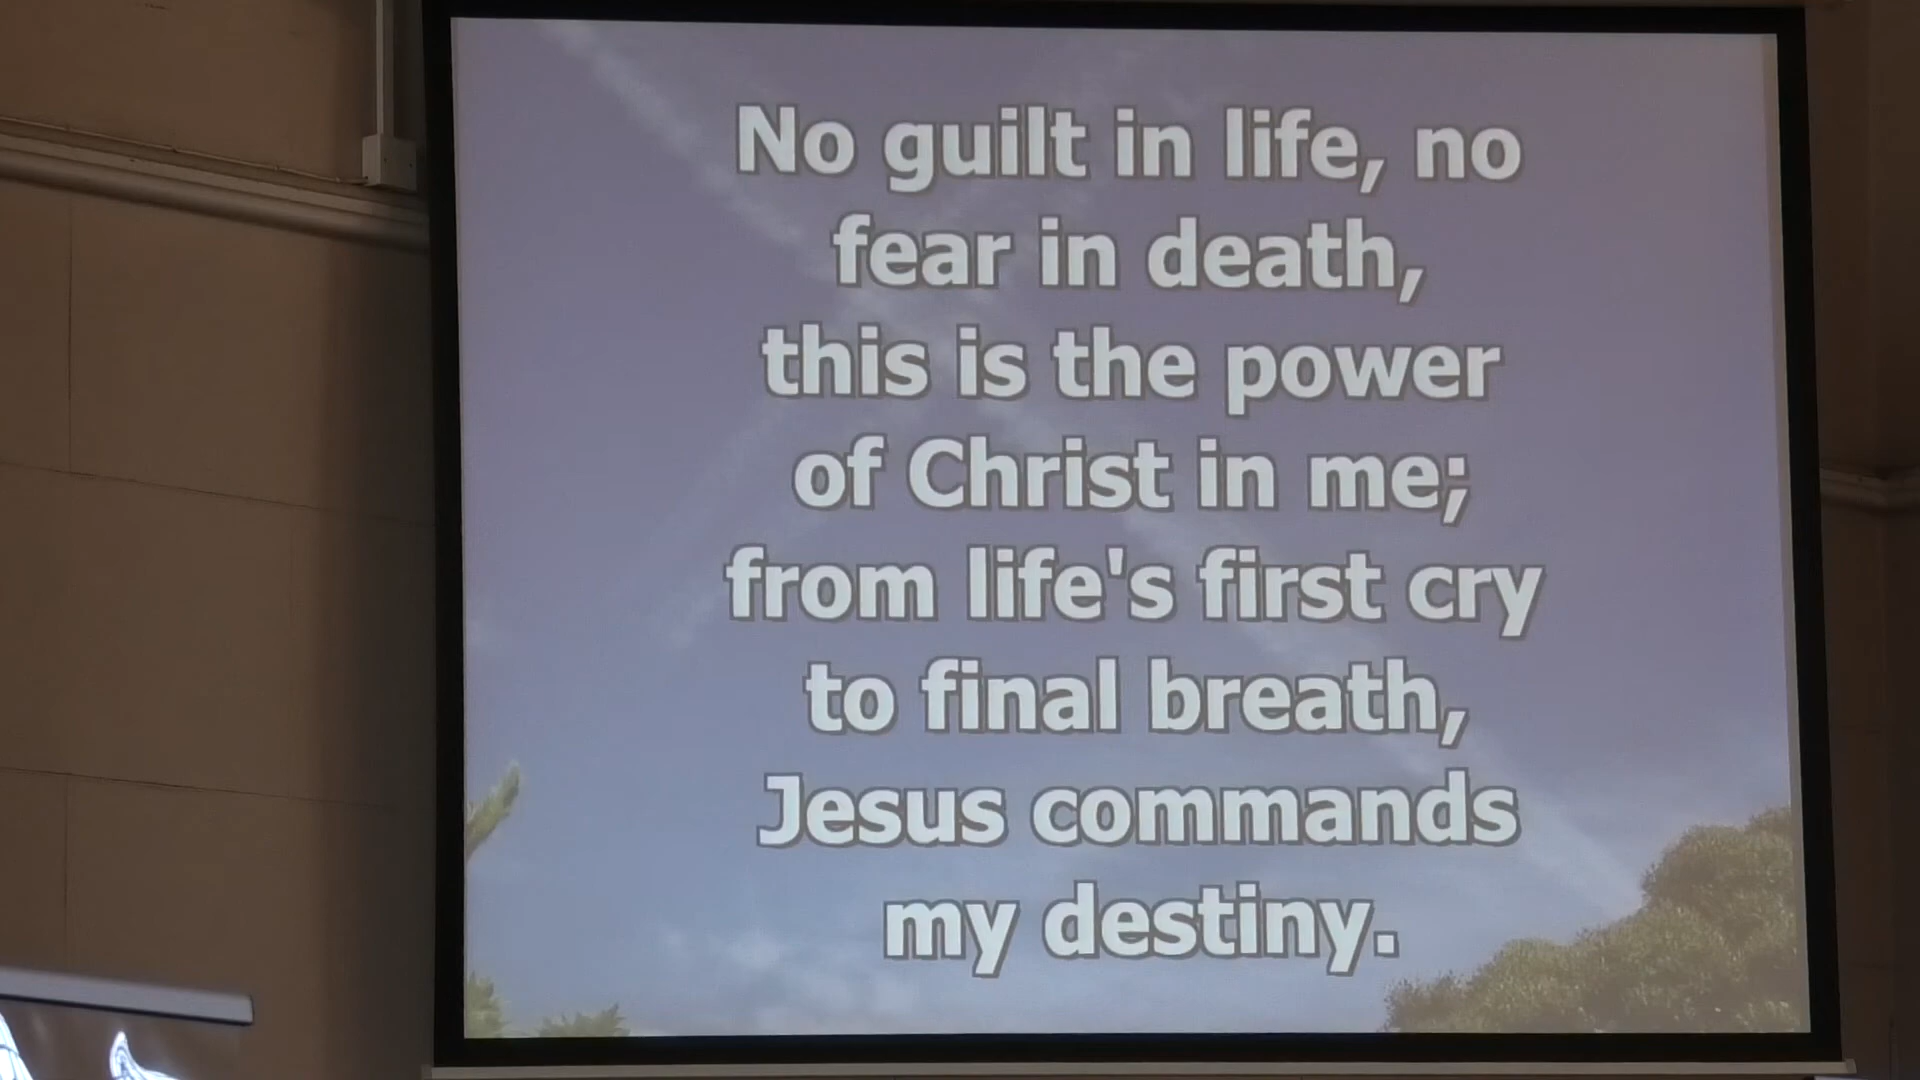 No guilt in life, no
fear in death,
this is the power
of Christ in me;
from life's first cry
to final breath,
Jesus commands
my destiny.